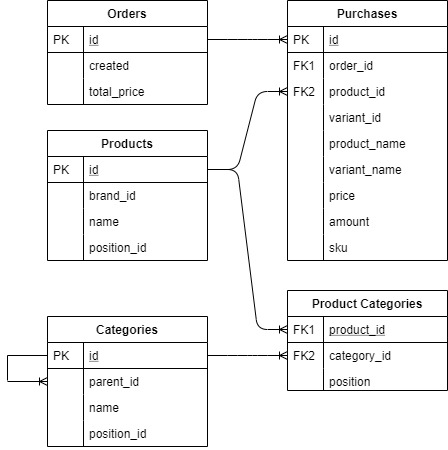 Orders
PK id
created
total_price
Purchases
PK id
FK1 order_id
FK2 product_id
variant_id
product_name
variant_name
price
amount
sku
Products
PK id
brand_id
name
position_id
Product Categories
FK1 product_id
FK2 category_id
position
Categories
PK id
parent_id
name
position_id